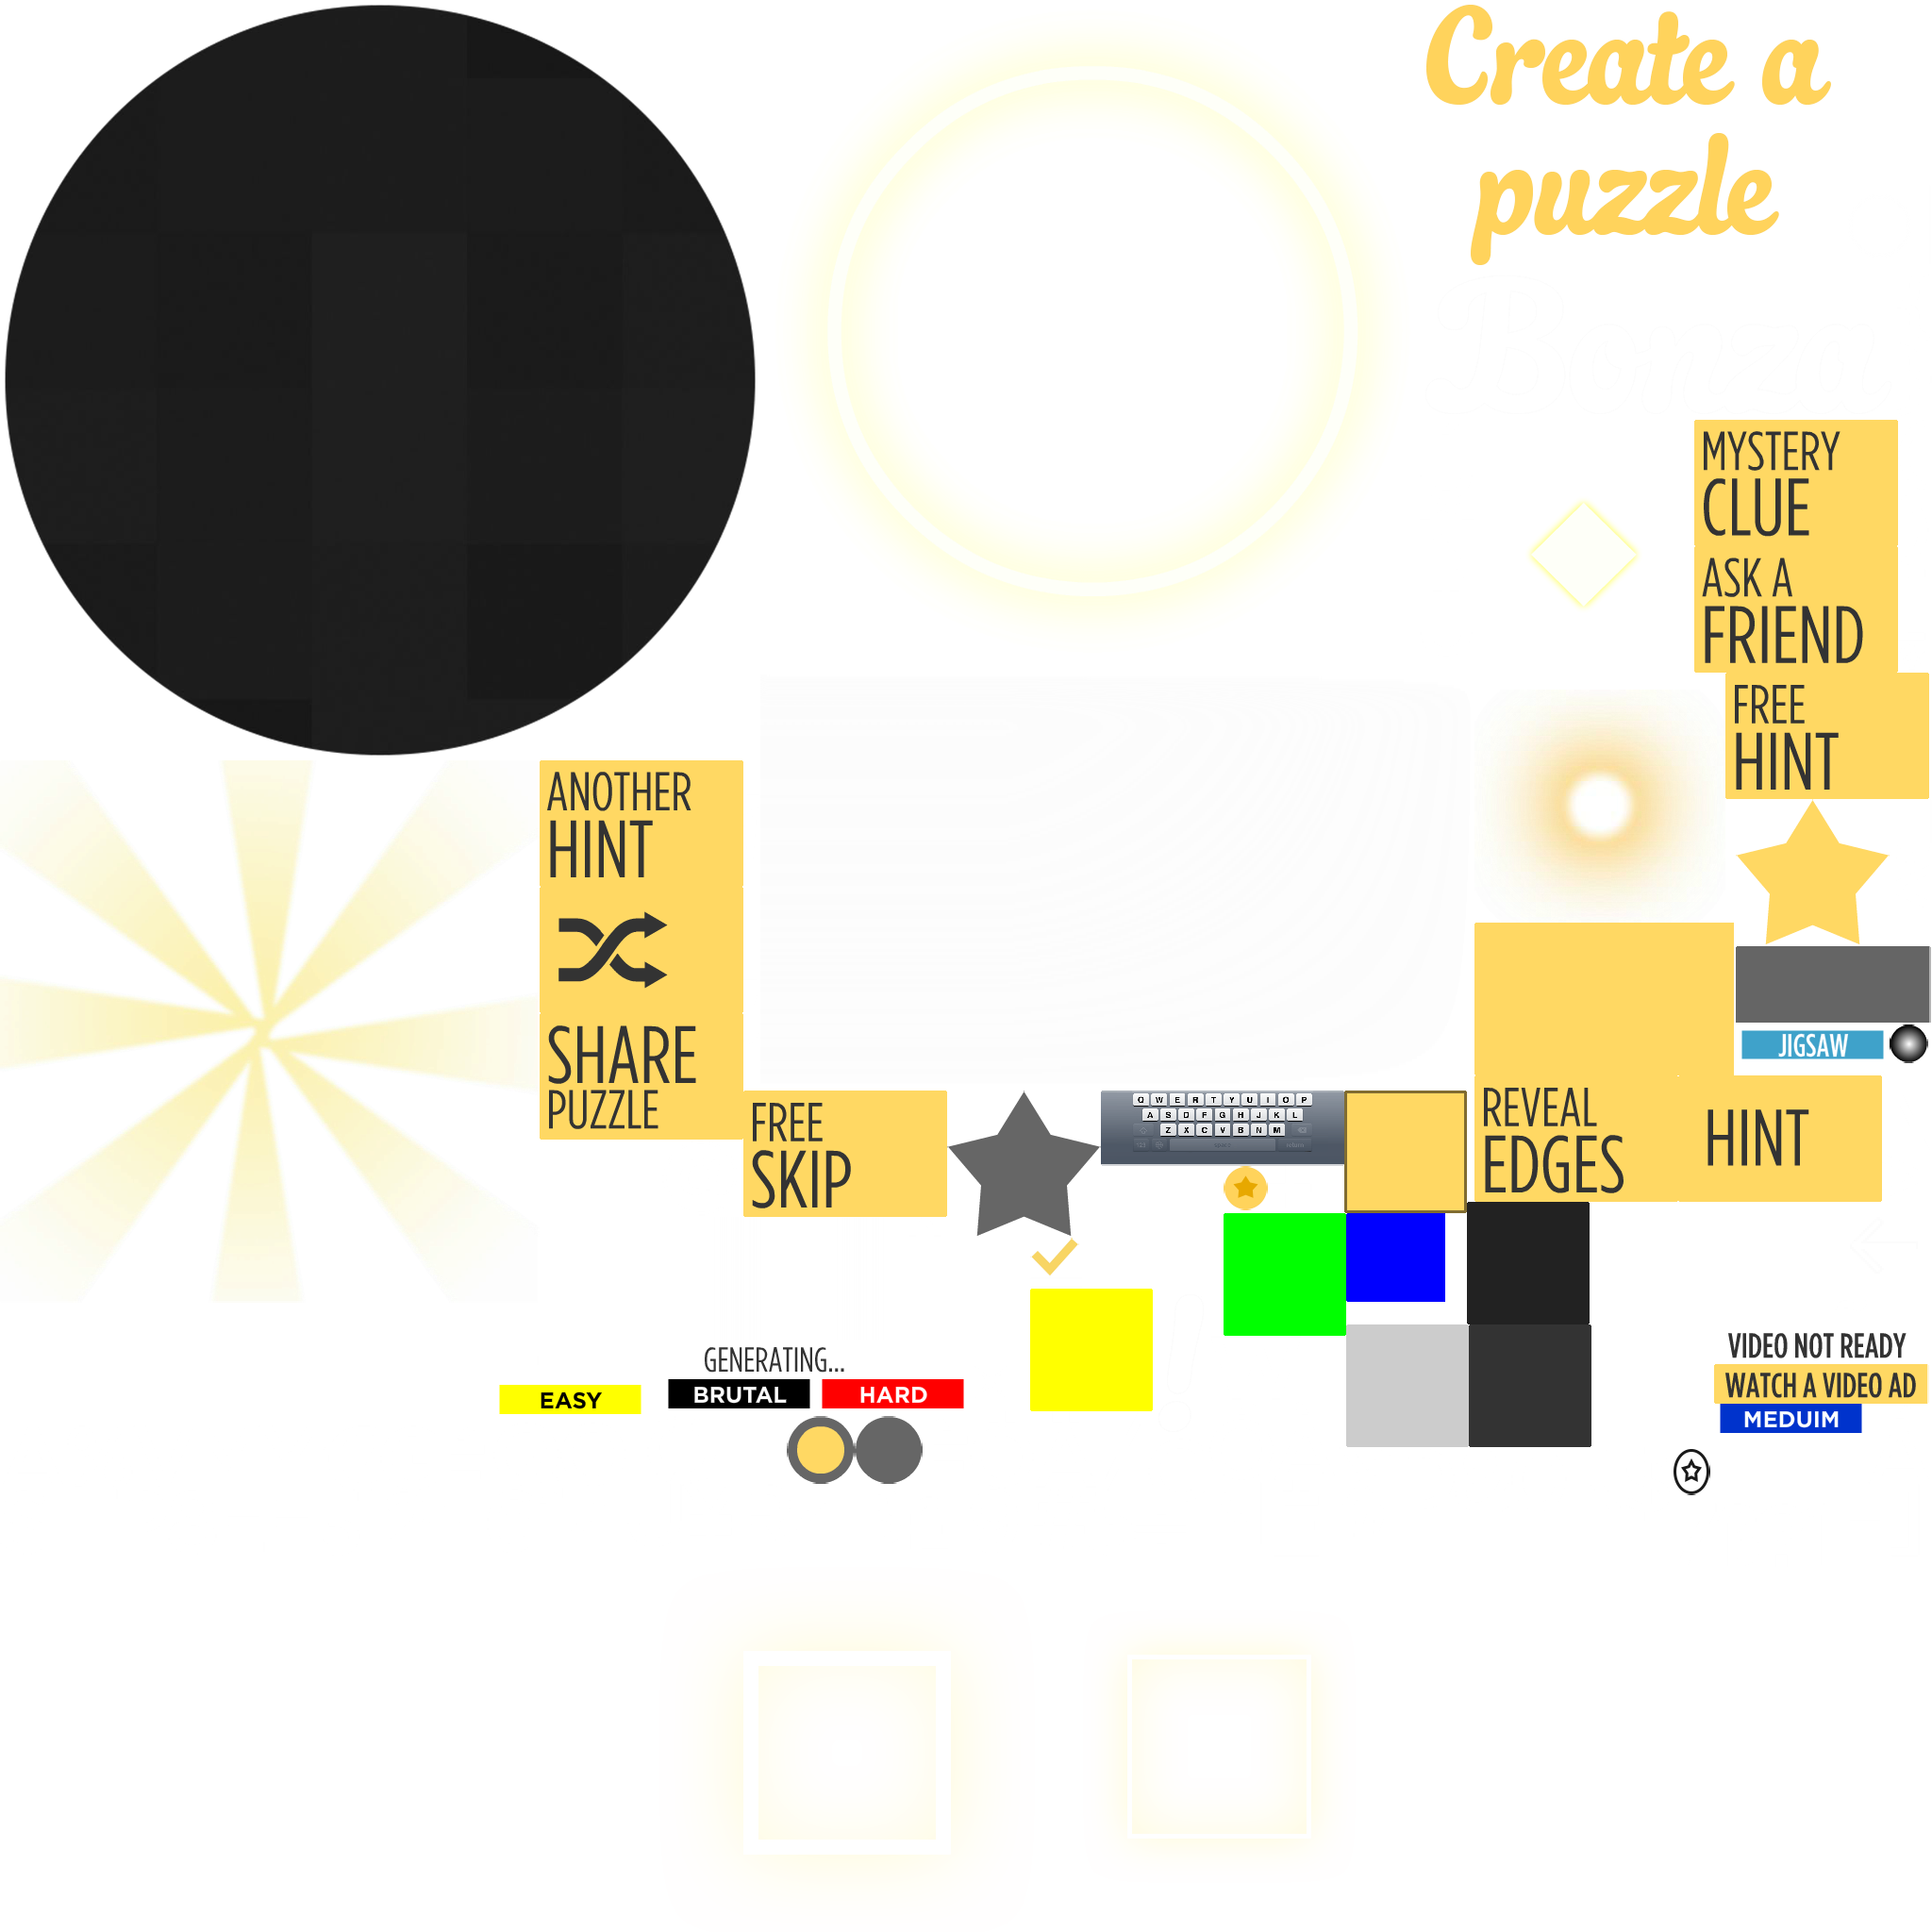 Create a
puzzle
MYSTERY
CLUE
ASK A
FRIEND
FREE
HINT
ANOTHER
HINT
SHARE
PUZZLE
FREE
SKIP
Q W E R T Y U I O P
A S D F G H J K L
Z X C V B N M
JIGSAW
REVEAL
EDGES
HINT
GENERATING...
EASY
BRUTAL
HARD
VIDEO NOT READY
WATCH A VIDEO AD
MEDUIM